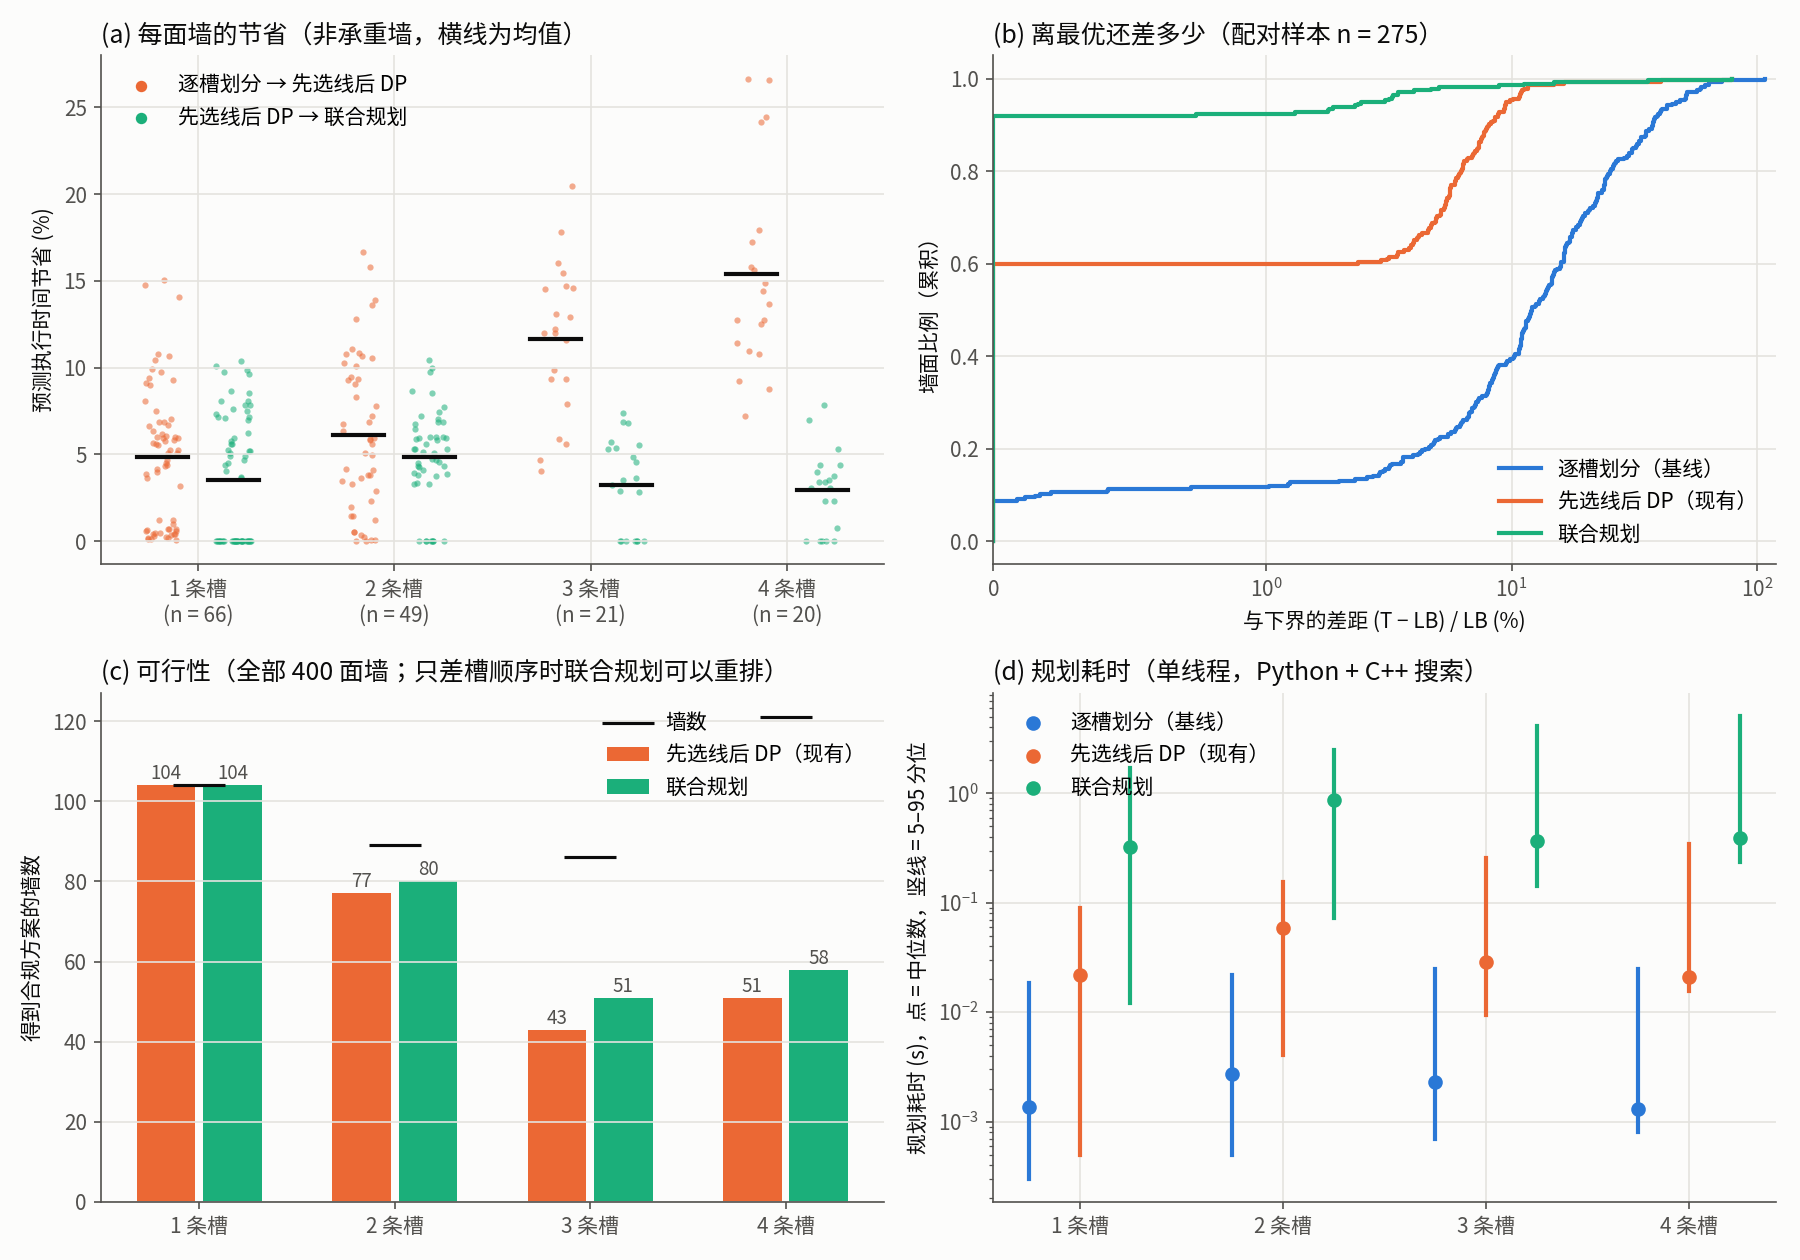 (a) 每面墙的节省（非承重墙，横线为均值）
逐槽划分 → 先选线后 DP
先选线后 DP → 联合规划
预测执行时间节省 (%)
25
20
15
10
5
0
1 条槽
(n = 66)
2 条槽
(n = 49)
3 条槽
(n = 21)
4 条槽
(n = 20)
(b) 离最优还差多少（配对样本 n = 275）
墙面比例（累积）
1.0
0.8
0.6
0.4
0.2
0.0
逐槽划分（基线）
先选线后 DP（现有）
联合规划
0
10⁰
10¹
10²
与下界的差距 (T − LB) / LB (%)
(c) 可行性（全部 400 面墙；只差槽顺序时联合规划可以重排）
得到合规方案的墙数
120
100
80
60
40
20
0
墙数
先选线后 DP（现有）
联合规划
104
104
77
80
43
51
51
58
1 条槽
2 条槽
3 条槽
4 条槽
(d) 规划耗时（单线程，Python + C++ 搜索）
规划耗时 (s)，点 = 中位数，竖线 = 5–95 分位
逐槽划分（基线）
先选线后 DP（现有）
联合规划
10⁰
10⁻¹
10⁻²
10⁻³
1 条槽
2 条槽
3 条槽
4 条槽